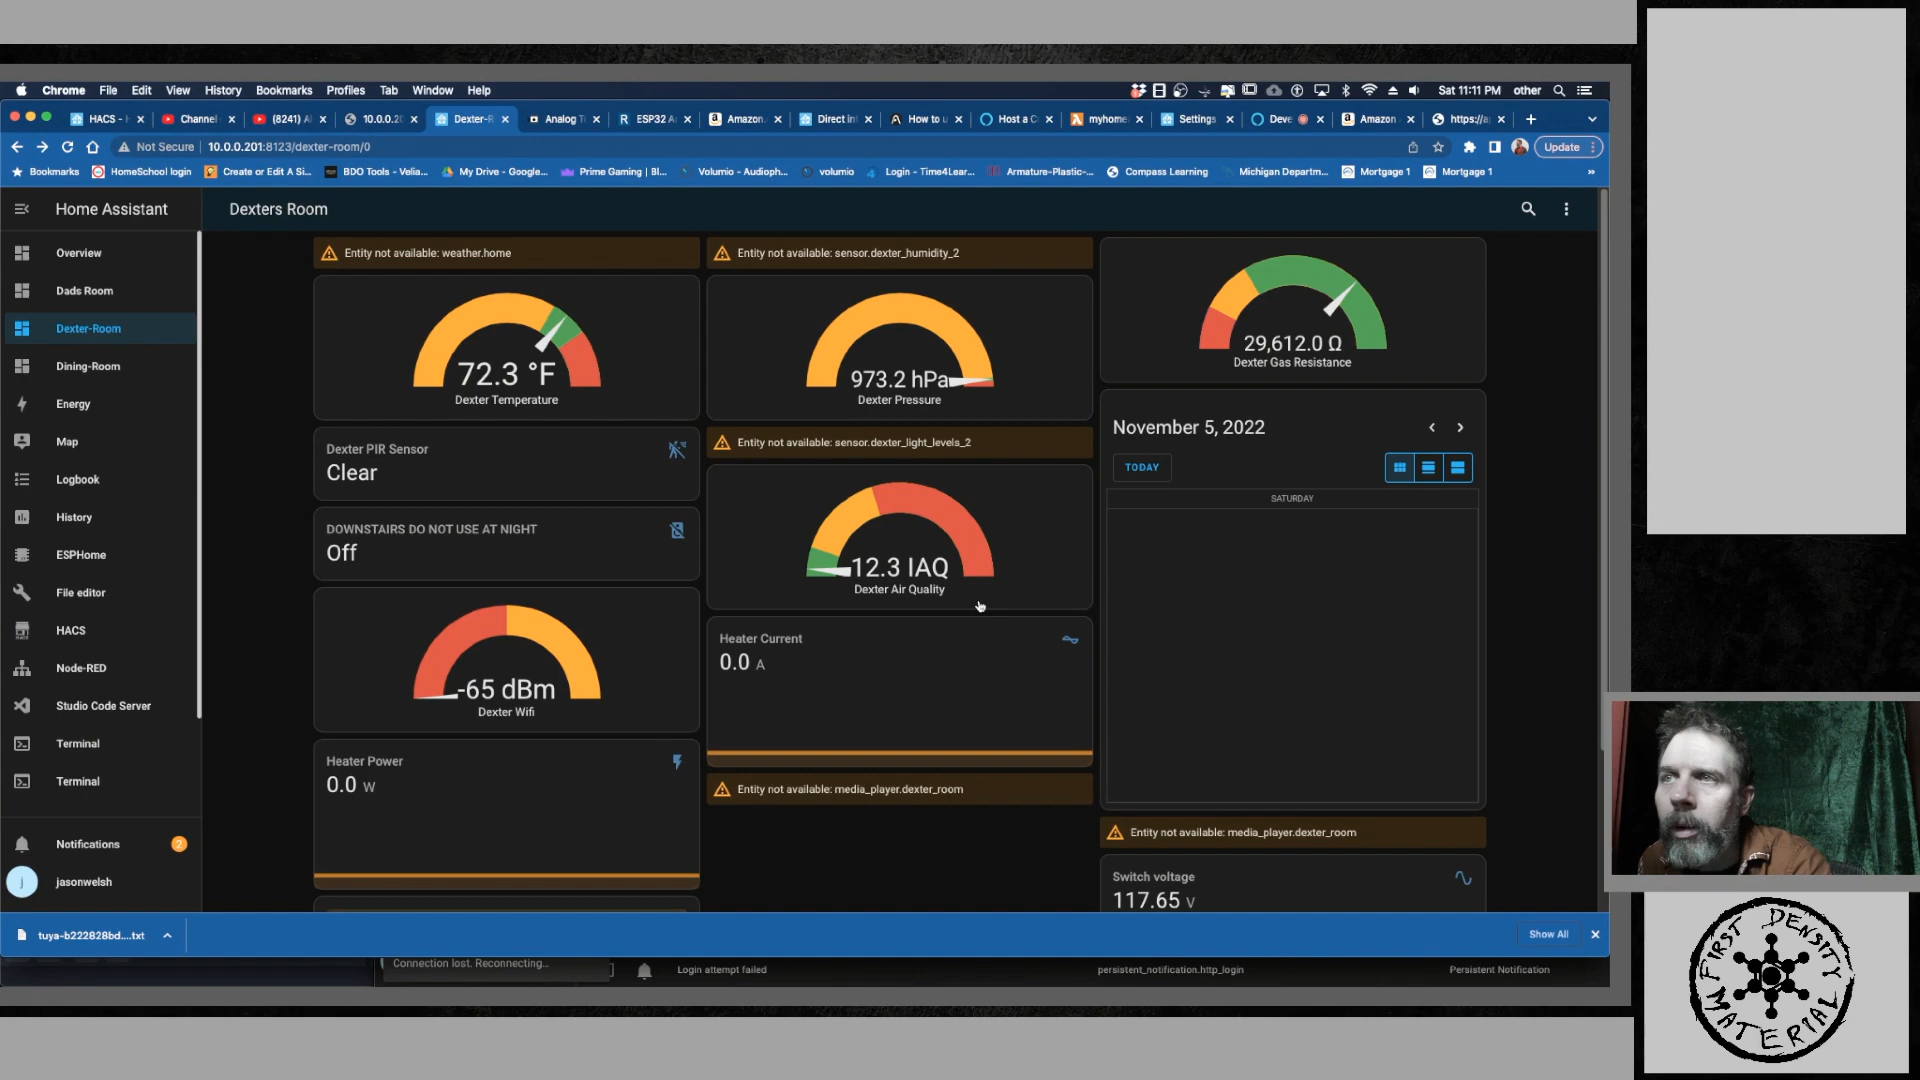 Chrome File Edit View History Bookmarks Profiles Tab Window Help
Sat 11:11 PM other
HACS - H Channel (8241) Al 10.0.0.20 Dexter-R Analog T ESP32 A Amazon. Direct in How to u Host a C myhome Settings Deve Amazon https://a
Not Secure 10.0.0.201:8123/dexter-room/0 Update
Bookmarks HomeSchool login Create or Edit A Si... BDO Tools - Velia... My Drive - Google... Prime Gaming | Bl... Volumio - Audioph... volumio Login - Time4Lear... Armature-Plastic-... Compass Learning Michigan Departm... Mortgage 1 Mortgage 1 »
Home Assistant
Dexters Room
Overview
Dads Room
Dexter-Room
Dining-Room
Energy
Map
Logbook
History
ESPHome
File editor
HACS
Node-RED
Studio Code Server
Terminal
Terminal
Notifications 2
j jasonwelsh
Entity not available: weather.home
72.3 °F
Dexter Temperature
Dexter PIR Sensor
Clear
DOWNSTAIRS DO NOT USE AT NIGHT
Off
-65 dBm
Dexter Wifi
Heater Power
0.0 W
Entity not available: sensor.dexter_humidity_2
973.2 hPa
Dexter Pressure
Entity not available: sensor.dexter_light_levels_2
12.3 IAQ
Dexter Air Quality
Heater Current
0.0 A
Entity not available: media_player.dexter_room
29,612.0 Ω
Dexter Gas Resistance
November 5, 2022
TODAY
SATURDAY
Entity not available: media_player.dexter_room
Switch voltage
117.65 V
tuya-b222828bd....txt
Show All
Connection lost. Reconnecting...
Login attempt failed
persistent_notification.http_login
Persistent Notification
FIRST DENSITY
MATERIAL